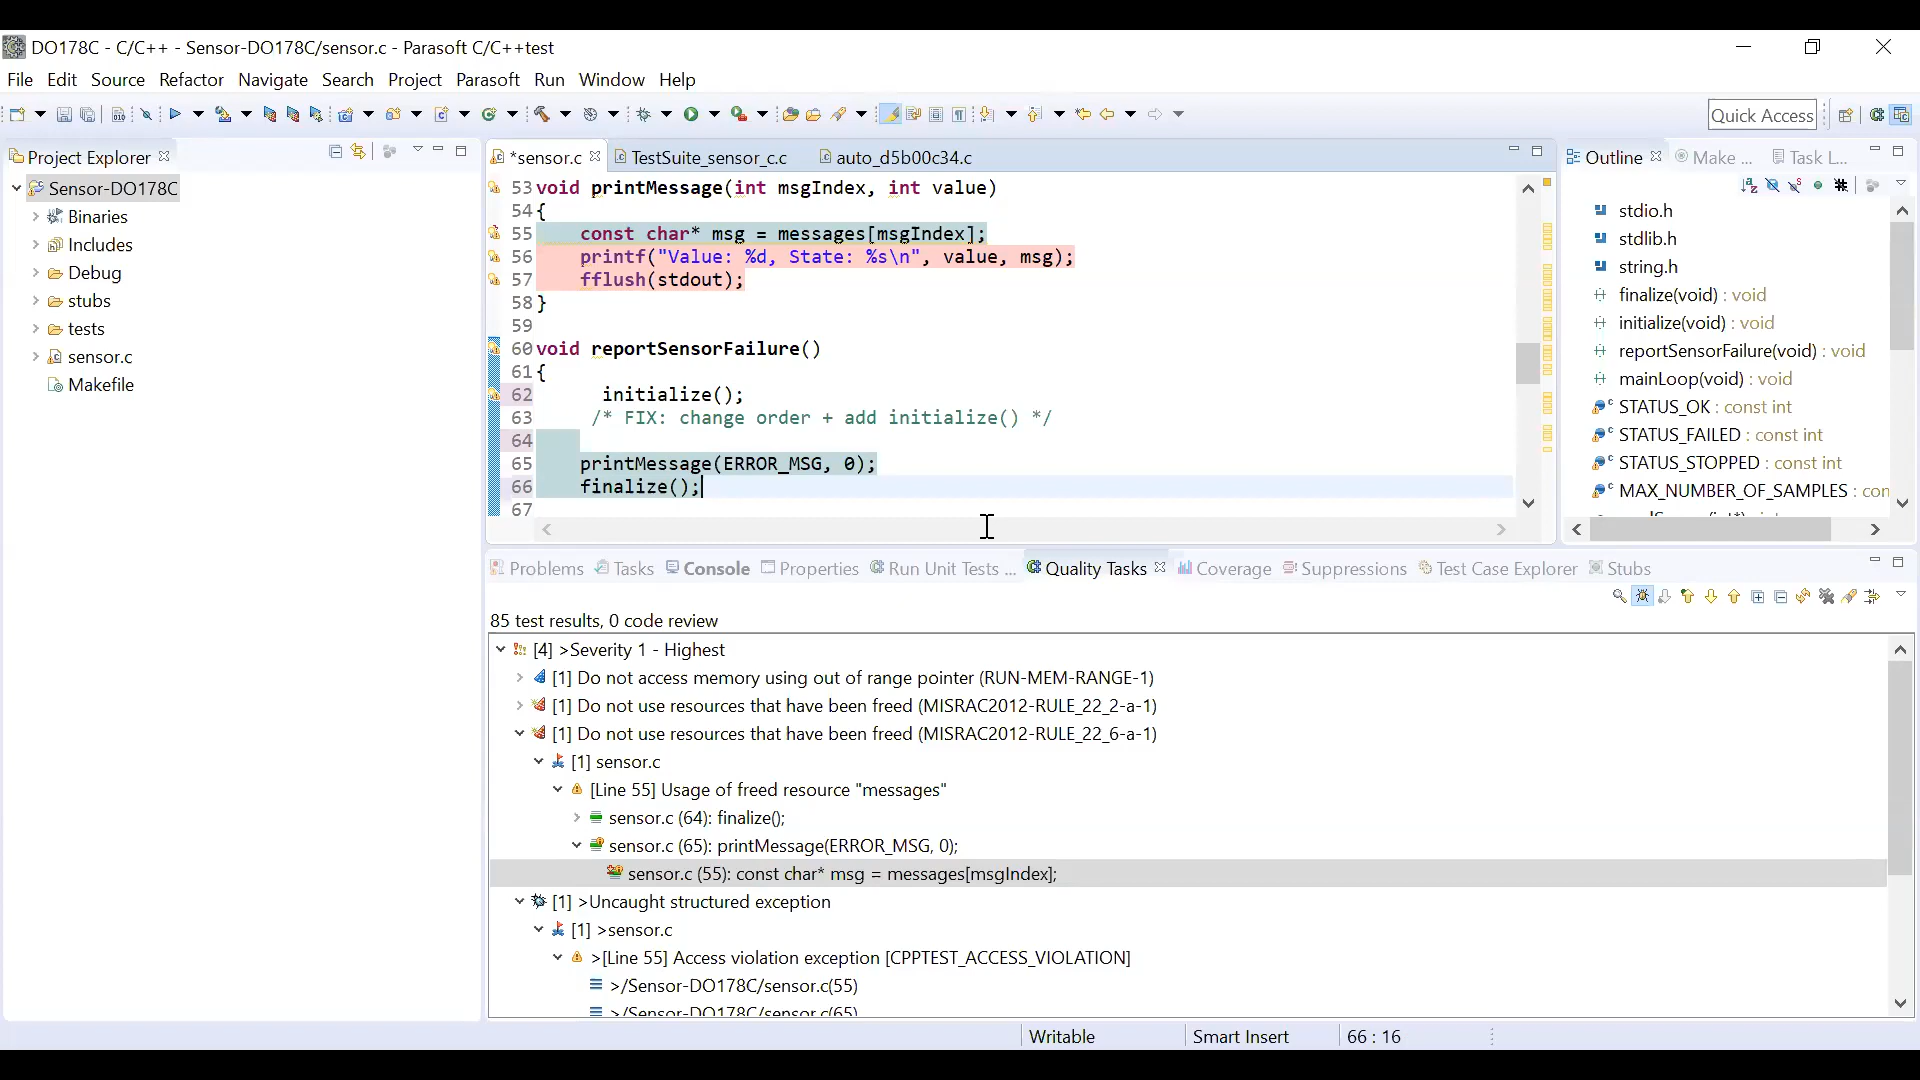 DO178C - C/C++ - Sensor-DO178C/sensor.c - Parasoft C/C++test
File Edit Source Refactor Navigate Search Project Parasoft Run Window Help
Quick Access
Project Explorer
Sensor-DO178C
Binaries
Includes
Debug
stubs
tests
sensor.c
Makefile
*sensor.c TestSuite_sensor_c.c auto_d5b00c34.c
53 void printMessage(int msgIndex, int value)
54 {
55 const char* msg = messages[msgIndex];
56 printf("Value: %d, State: %s\n", value, msg);
57 fflush(stdout);
58 }
59
60 void reportSensorFailure()
61 {
62 initialize();
63 /* FIX: change order + add initialize() */
64
65 printMessage(ERROR_MSG, 0);
66 finalize();
67
Outline Make ... Task L...
stdio.h
stdlib.h
string.h
finalize(void) : void
initialize(void) : void
reportSensorFailure(void) : void
mainLoop(void) : void
STATUS_OK : const int
STATUS_FAILED : const int
STATUS_STOPPED : const int
MAX_NUMBER_OF_SAMPLES : con
Problems Tasks Console Properties Run Unit Tests ... Quality Tasks Coverage Suppressions Test Case Explorer Stubs
85 test results, 0 code review
[4] >Severity 1 - Highest
[1] Do not access memory using out of range pointer (RUN-MEM-RANGE-1)
[1] Do not use resources that have been freed (MISRAC2012-RULE_22_2-a-1)
[1] Do not use resources that have been freed (MISRAC2012-RULE_22_6-a-1)
[1] sensor.c
[Line 55] Usage of freed resource "messages"
sensor.c (64): finalize();
sensor.c (65): printMessage(ERROR_MSG, 0);
sensor.c (55): const char* msg = messages[msgIndex];
[1] >Uncaught structured exception
[1] >sensor.c
>[Line 55] Access violation exception [CPPTEST_ACCESS_VIOLATION]
>/Sensor-DO178C/sensor.c(55)
>/Sensor-DO178C/sensor.c(65)
Writable Smart Insert 66 : 16